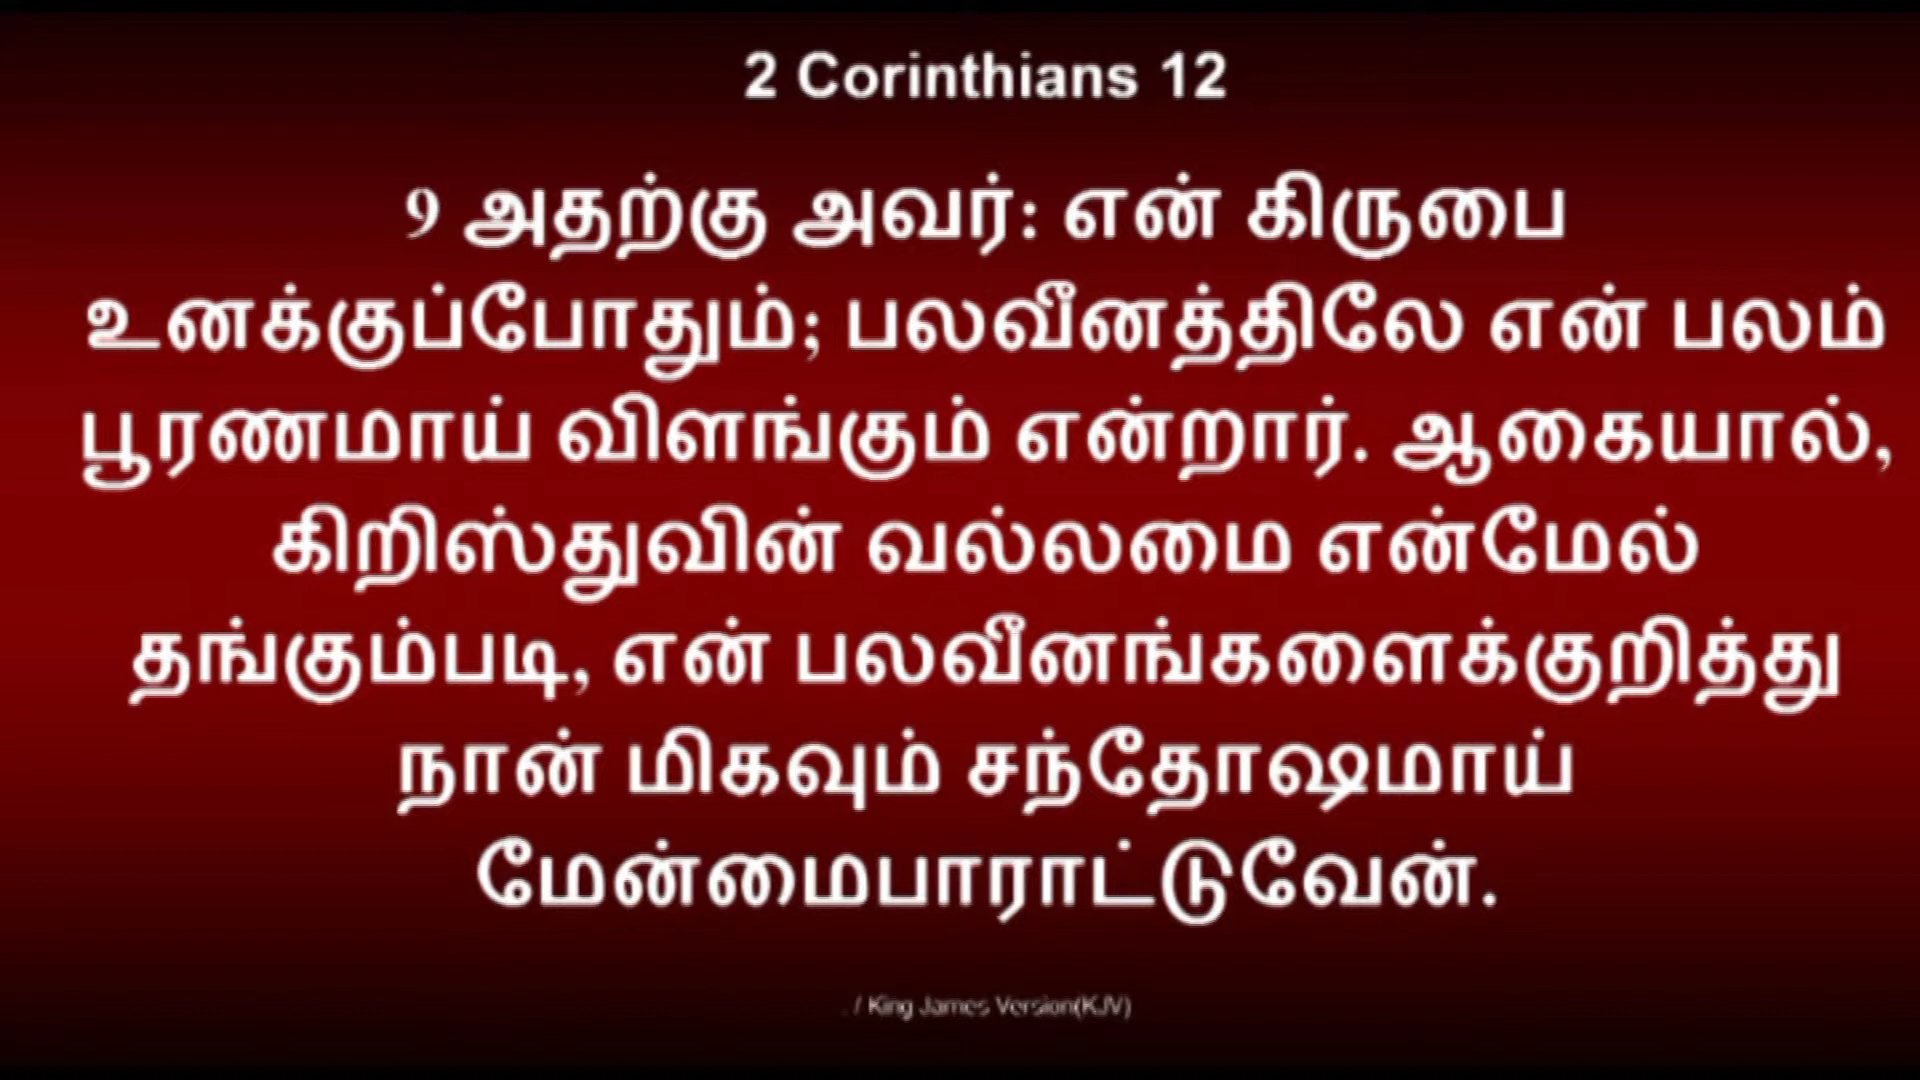 2 Corinthians 12
9 அதற்கு அவர்: என் கிருபை
உனக்குப்போதும்; பலவீனத்திலே என் பலம்
பூரணமாய் விளங்கும் என்றார். ஆகையால்,
கிறிஸ்துவின் வல்லமை என்மேல்
தங்கும்படி, என் பலவீனங்களைக்குறித்து
நான் மிகவும் சந்தோஷமாய்
மேன்மைபாராட்டுவேன்.
. / King James Version(KJV)